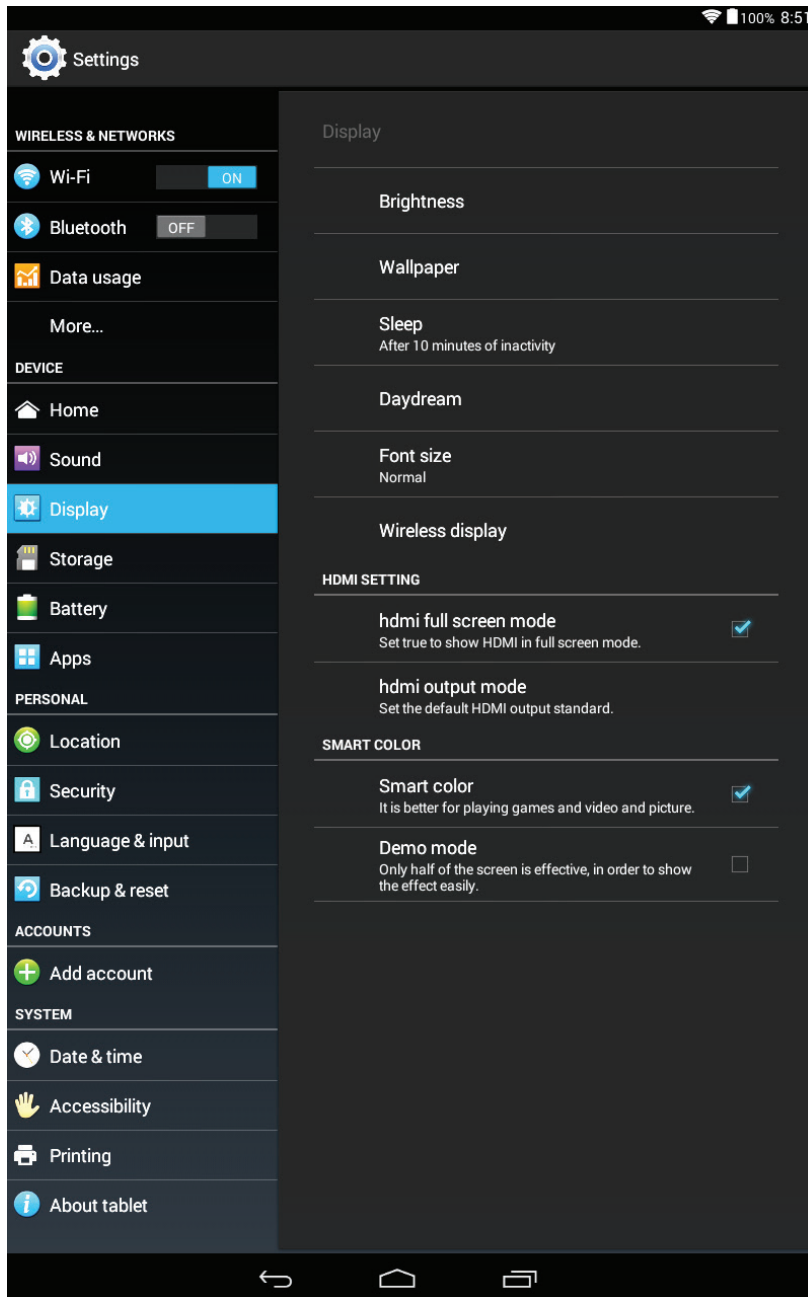 100% 8:51
Settings
WIRELESS & NETWORKS
Wi-Fi ON
Bluetooth OFF
Data usage
More...
DEVICE
Home
Sound
Display
Storage
Battery
Apps
PERSONAL
Location
Security
A Language & input
Backup & reset
ACCOUNTS
Add account
SYSTEM
Date & time
Accessibility
Printing
About tablet
Display
Brightness
Wallpaper
Sleep
After 10 minutes of inactivity
Daydream
Font size
Normal
Wireless display
HDMI SETTING
hdmi full screen mode
Set true to show HDMI in full screen mode.
hdmi output mode
Set the default HDMI output standard.
SMART COLOR
Smart color
It is better for playing games and video and picture.
Demo mode
Only half of the screen is effective, in order to show
the effect easily.